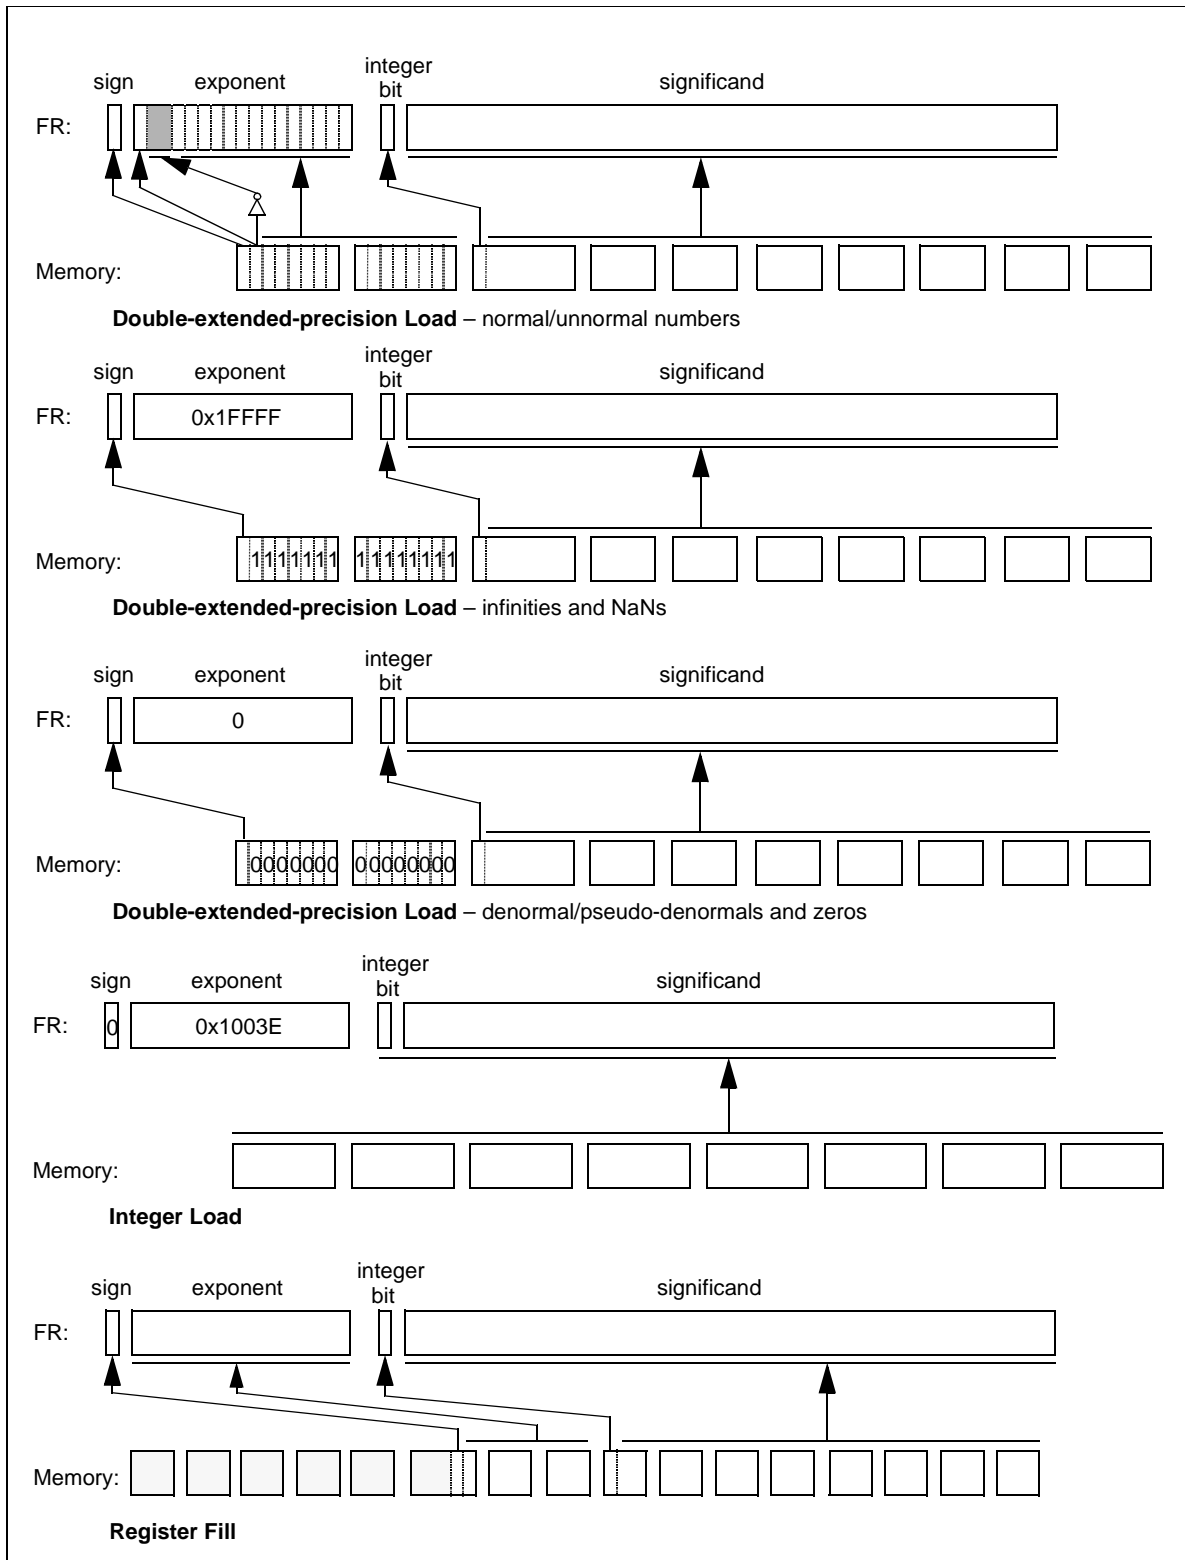 sign exponent integer bit significand
FR:
Memory:
Double-extended-precision Load – normal/unnormal numbers
sign exponent integer bit significand
FR: 0x1FFFF
Memory: 1111111 11111111
Double-extended-precision Load – infinities and NaNs
sign exponent integer bit significand
FR: 0
Memory: 0000000 00000000
Double-extended-precision Load – denormal/pseudo-denormals and zeros
sign exponent integer bit significand
FR: 0 0x1003E
Memory:
Integer Load
sign exponent integer bit significand
FR:
Memory:
Register Fill